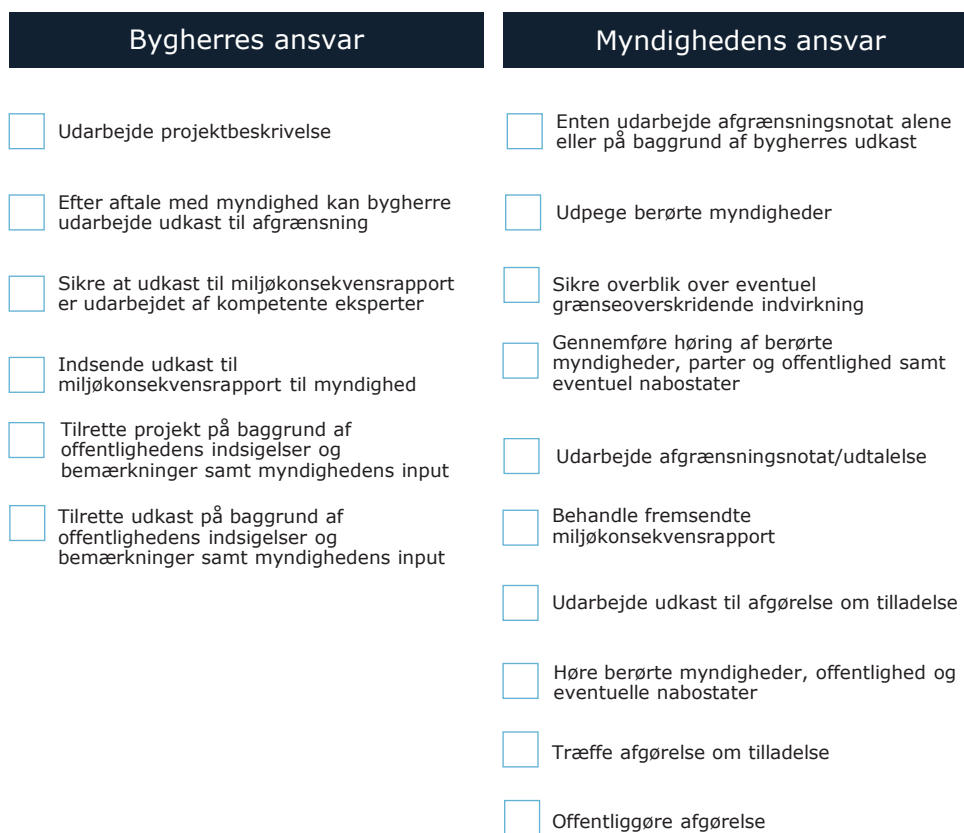 Bygherres ansvar
Udarbejde projektbeskrivelse
Efter aftale med myndighed kan bygherre
udarbejde udkast til afgrænsning
Sikre at udkast til miljøkonsekvensrapport
er udarbejdet af kompetente eksperter
Indsende udkast til
miljøkonsekvensrapport til myndighed
Tilrette projekt på baggrund af
offentlighedens indsigelser og
bemærkninger samt myndighedens input
Tilrette udkast på baggrund af
offentlighedens indsigelser og
bemærkninger samt myndighedens input
Myndighedens ansvar
Enten udarbejde afgrænsningsnotat alene
eller på baggrund af bygherres udkast
Udpege berørte myndigheder
Sikre overblik over eventuel
grænseoverskridende indvirkning
Gennemføre høring af berørte
myndigheder, parter og offentlighed samt
eventuel nabostater
Udarbejde afgrænsningsnotat/udtalelse
Behandle fremsendte
miljøkonsekvensrapport
Udarbejde udkast til afgørelse om tilladelse
Høre berørte myndigheder, offentlighed og
eventuelle nabostater
Træffe afgørelse om tilladelse
Offentliggøre afgørelse